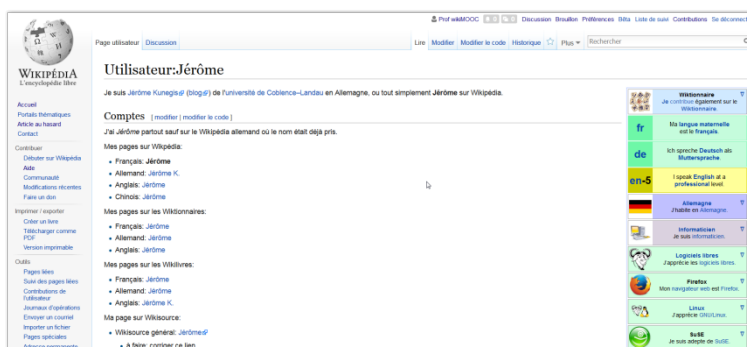 Prof wikiMOOC 0 0 Discussion Brouillon Préférences Bêta Liste de suivi Contributions Se déconnect
Page utilisateur Discussion
Lire Modifier Modifier le code Historique Plus Rechercher
WIKIPÉDIA
L'encyclopédie libre
Accueil
Portails thématiques
Article au hasard
Contact
Contribuer
Débuter sur Wikipédia
Aide
Communauté
Modifications récentes
Faire un don
Imprimer / exporter
Créer un livre
Télécharger comme
PDF
Version imprimable
Outils
Pages liées
Suivi des pages liées
Contributions de
l'utilisateur
Journaux d'opérations
Envoyer un courriel
Importer un fichier
Pages spéciales
Adresse permanente
Utilisateur:Jérôme
Je suis Jérôme Kunegis (blog) de l'université de Coblence–Landau en Allemagne, ou tout simplement Jérôme sur Wikipédia.
Comptes [ modifier | modifier le code ]
J'ai Jérôme partout sauf sur le Wikipédia allemand où le nom était déjà pris.
Mes pages sur Wikpédia:
Français: Jérôme
Allemand: Jérôme K.
Anglais: Jérôme
Chinois: Jérôme
Mes pages sur les Wiktionnaires:
Français: Jérôme
Allemand: Jérôme
Anglais: Jérôme
Mes pages sur les Wikilivres:
Français: Jérôme
Allemand: Jérôme
Anglais: Jérôme K.
Ma page sur Wikisource:
Wikisource général: Jérôme
à faire: corriger ce lien
Wiktionnaire
Je contribue également sur le
Wiktionnaire.
fr
Ma langue maternelle
est le français.
de
Ich spreche Deutsch als
Muttersprache.
en-5
I speak English at a
professional level.
Allemagne
J'habite en Allemagne.
Informaticien
Je suis informaticien.
Logiciels libres
J'apprécie les logiciels libres.
Firefox
Mon navigateur web est Firefox.
Linux
J'apprécie GNU/Linux.
SuSE
Je suis adepte de SuSE.